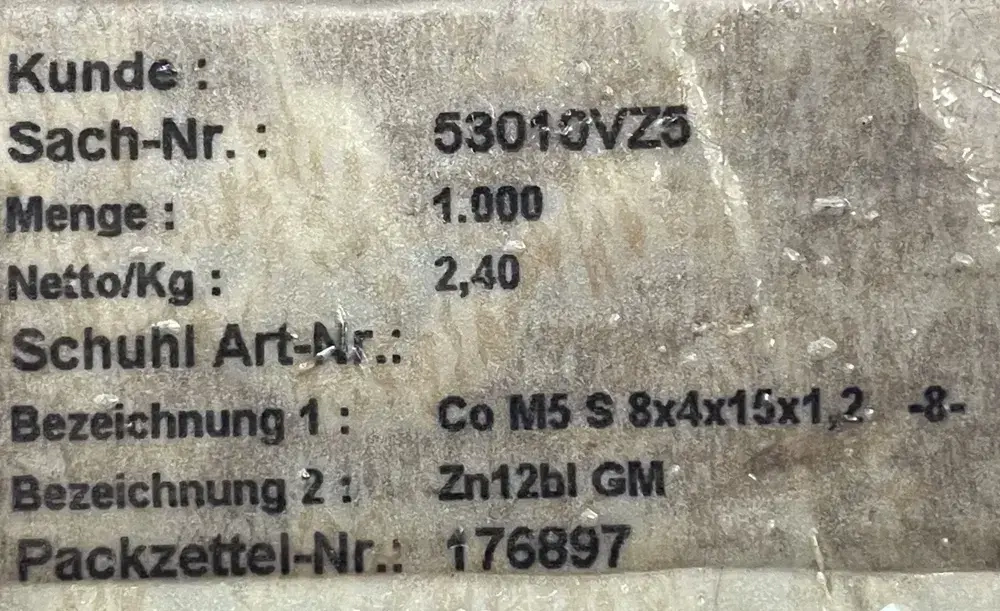 Kunde :
Sach-Nr. : 53010VZ5
Menge : 1.000
Netto/Kg : 2,40
Schuhl Art-Nr.:
Bezeichnung 1 : Co M5 S 8x4x15x1,2 -8-
Bezeichnung 2 : Zn12bl GM
Packzettel-Nr.: 176897